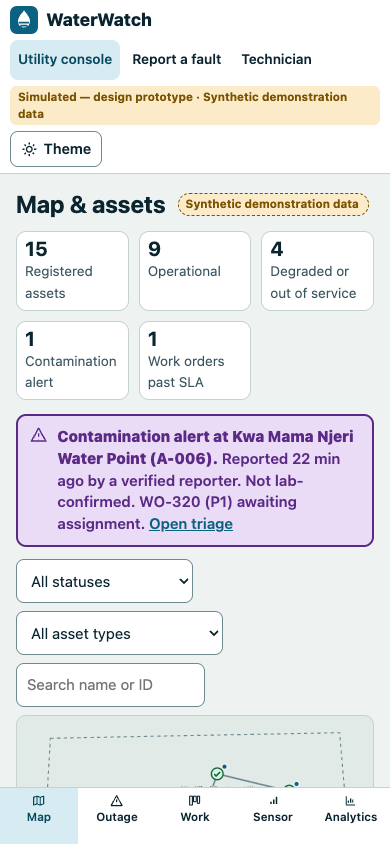 WaterWatch
Utility console
Report a fault
Technician
Simulated — design prototype · Synthetic demonstration
data
Theme
Map & assets
Synthetic demonstration data
15
Registered
assets
9
Operational
4
Degraded or
out of service
1
Contamination
alert
1
Work orders
past SLA
Contamination alert at Kwa Mama Njeri
Water Point (A-006). Reported 22 min
ago by a verified reporter. Not lab-
confirmed. WO-320 (P1) awaiting
assignment. Open triage
All statuses
All asset types
Search name or ID
Map
Outage
Work
Sensor
Analytics